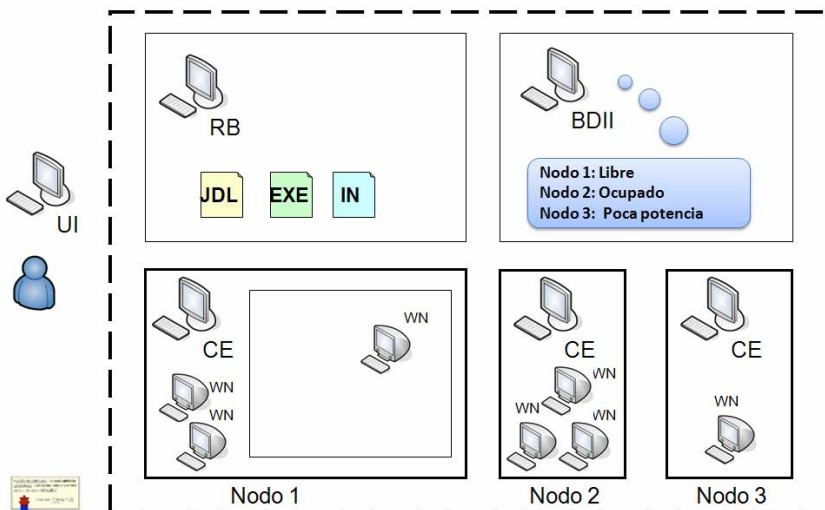 RB
BDII
JDL
EXE
IN
Nodo 1: Libre
Nodo 2: Ocupado
Nodo 3: Poca potencia
UI
CE
WN
WN
WN
Nodo 1
CE
WN
WN
WN
Nodo 2
CE
WN
Nodo 3